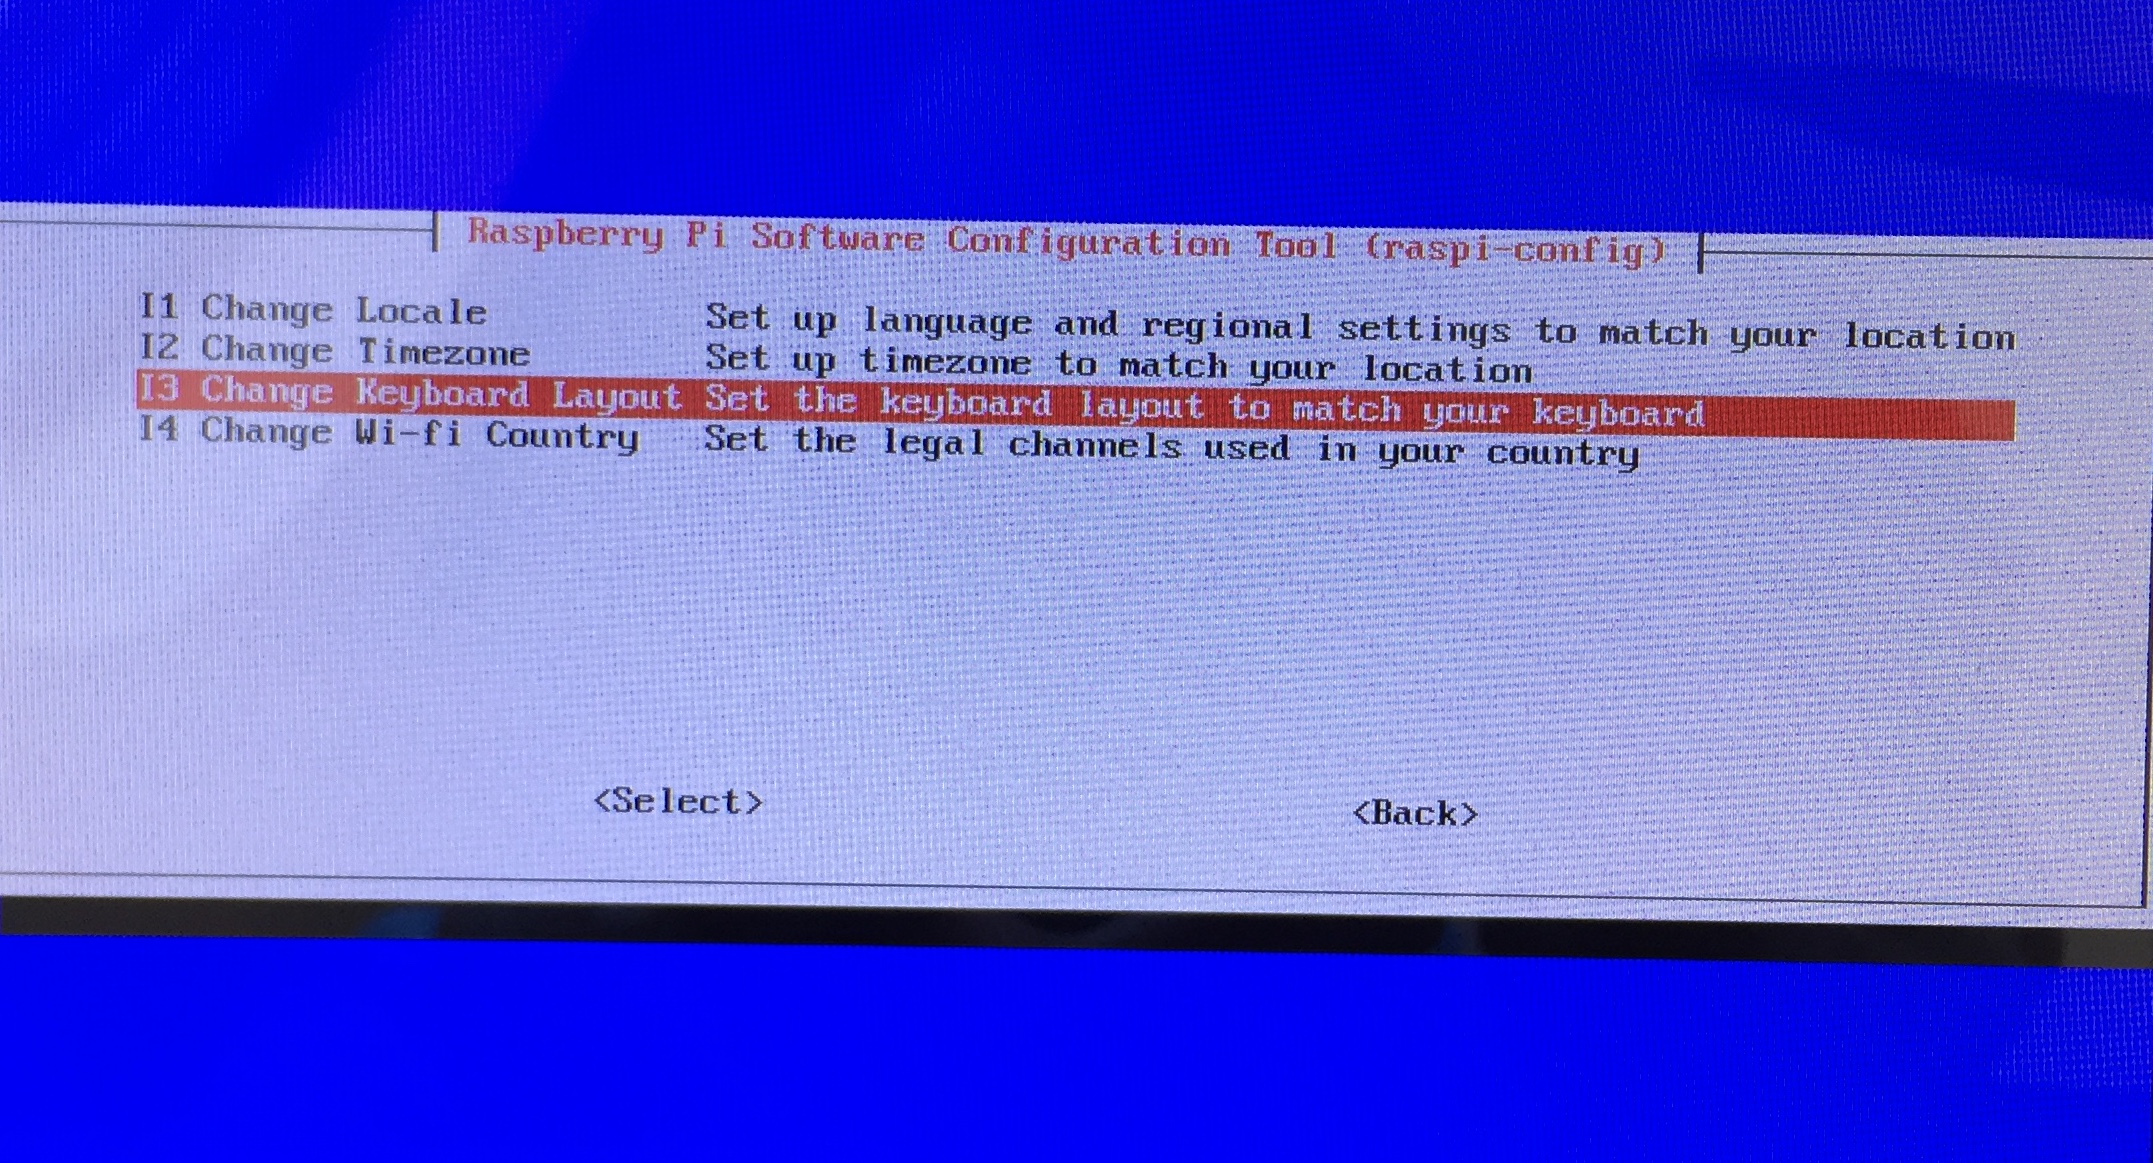 Raspberry Pi Software Configuration Tool (raspi-config)
I1 Change Locale Set up language and regional settings to match your location
I2 Change Timezone Set up timezone to match your location
I3 Change Keyboard Layout Set the keyboard layout to match your keyboard
I4 Change Wi-fi Country Set the legal channels used in your country
<Select> <Back>